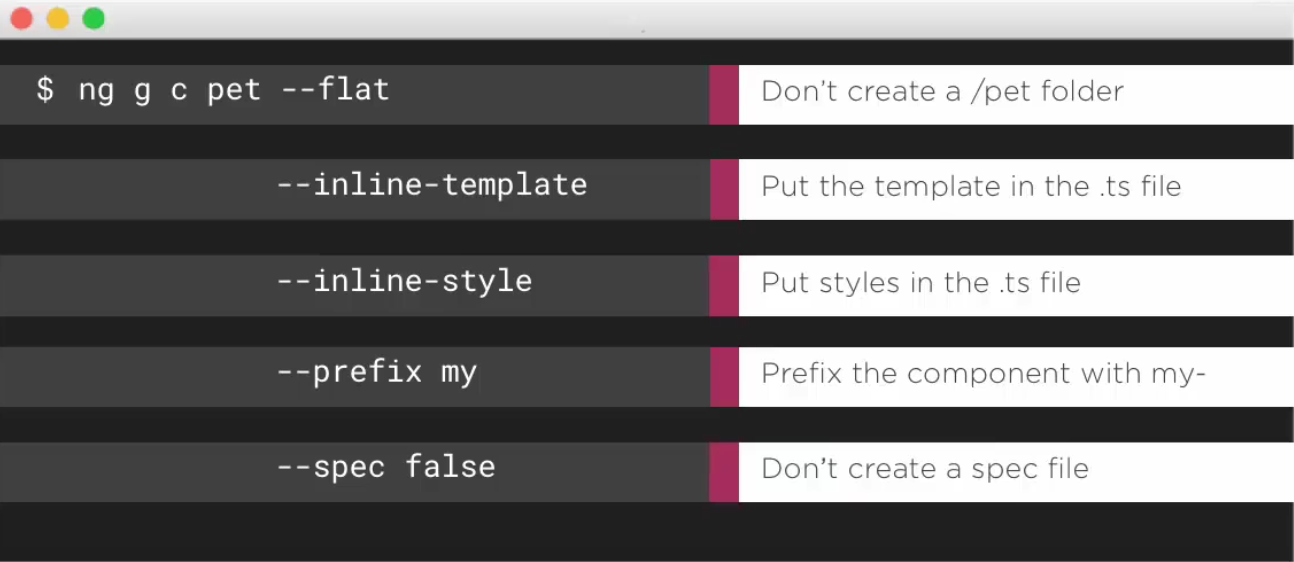 $ ng g c pet --flat
Don’t create a /pet folder
--inline-template
Put the template in the .ts file
--inline-style
Put styles in the .ts file
--prefix my
Prefix the component with my-
--spec false
Don’t create a spec file